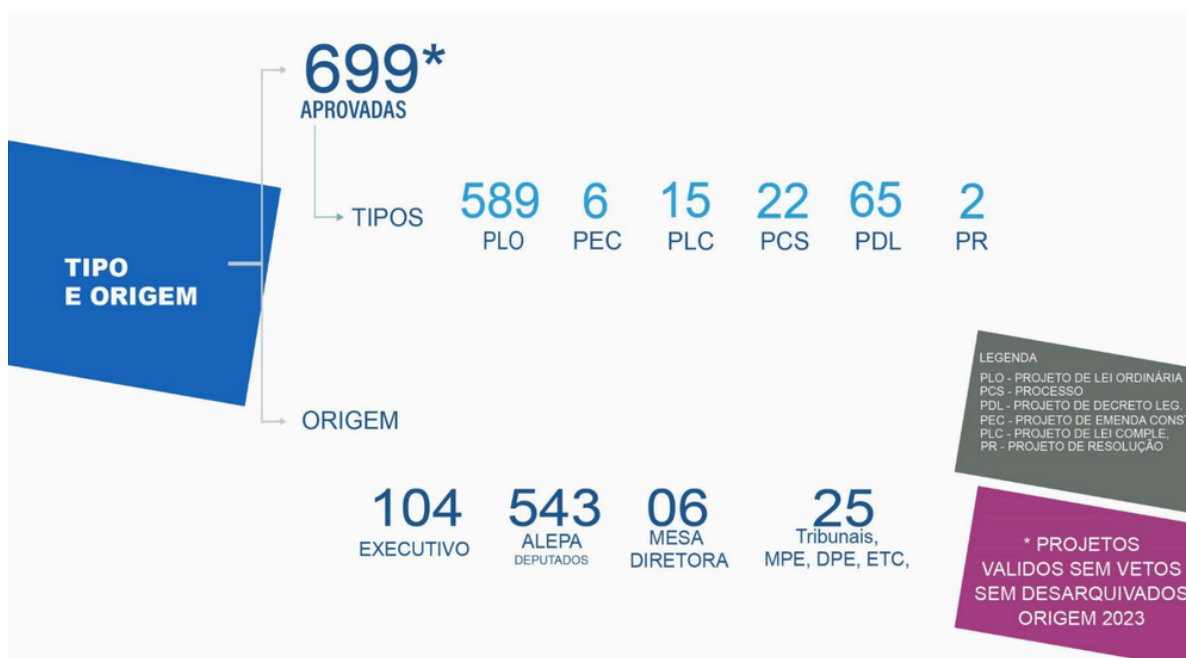 699*
APROVADAS
TIPOS
589 6 15 22 65 2
PLO PEC PLC PCS PDL PR
TIPO
E ORIGEM
ORIGEM
104 543 06 25
EXECUTIVO ALEPA MESA Tribunais,
DEPUTADOS DIRETORA MPE, DPE, ETC,
LEGENDA
PLO - PROJETO DE LEI ORDINÁRIA
PCS - PROCESSO
PDL - PROJETO DE DECRETO LEG.
PEC - PROJETO DE EMENDA CONST
PLC - PROJETO DE LEI COMPLE,
PR - PROJETO DE RESOLUÇÃO
* PROJETOS
VALIDOS SEM VETOS
SEM DESARQUIVADOS
ORIGEM 2023